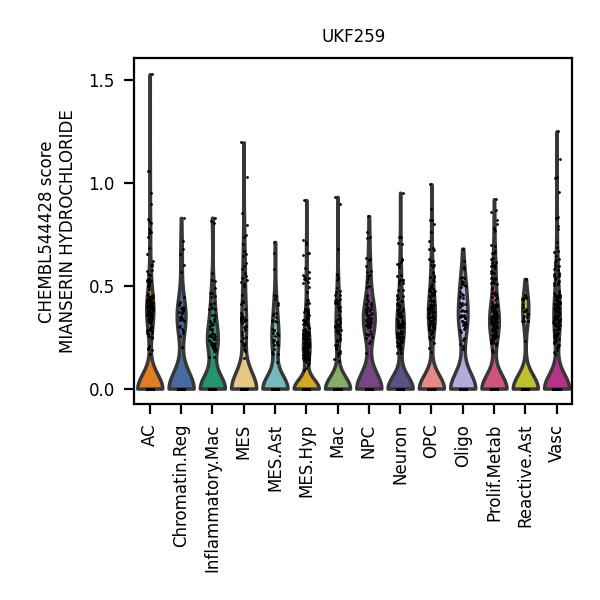 UKF259
CHEMBL544428 score
MIANSERIN HYDROCHLORIDE
1.5
1.0
0.5
0.0
AC
Chromatin.Reg
Inflammatory.Mac
MES
MES.Ast
MES.Hyp
Mac
NPC
Neuron
OPC
Oligo
Prolif.Metab
Reactive.Ast
Vasc